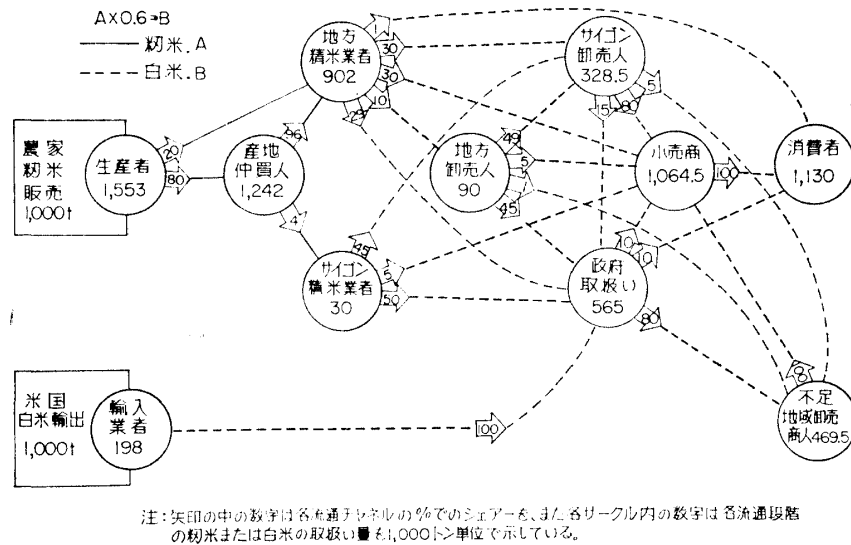 A×0.6→B
籾米.A
白米.B
農家
籾米
販売
1,000t
生産者
1,553
20
80
産地
仲買人
1,242
96
4
地方
精米業者
902
1
30
30
10
29
サイゴン
精米業者
30
45
5
50
サイゴン
卸売人
328.5
5
80
15
地方
卸売人
90
49
5
45
小売商
1,064.5
100
消費者
1,130
政府
取扱い
565
10
10
80
不足
地域卸売
商人469.5
米国
白米輸出
1,000t
輸入
業者
198
100
注:矢印の中の数字は各流通チャネルの%でのシェアーを、また各サークル内の数字は各流通段階
の籾米または白米の取扱い量を1,000トン単位で示している。